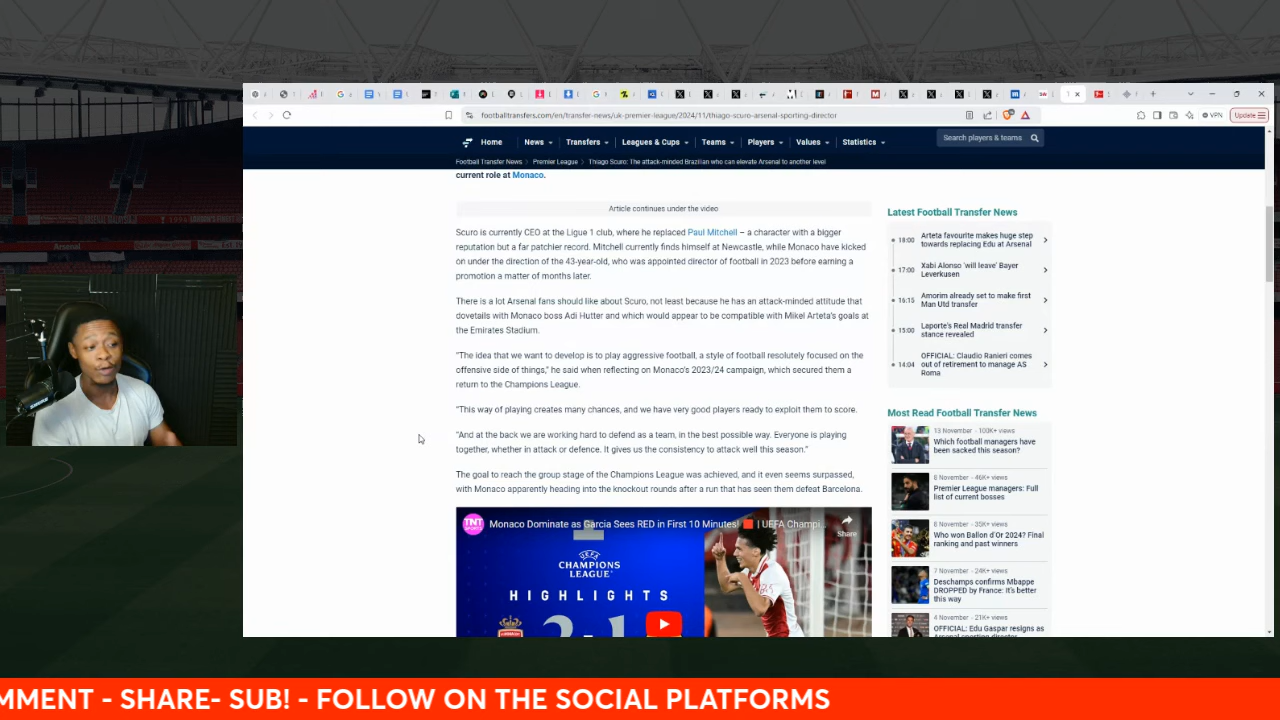 footballtransfers.com/en/transfer-news/uk-premier-league/2024/11/thiago-scuro-arsenal-sporting-director
VPN
Update
Home
News
Transfers
Leagues & Cups
Teams
Players
Values
Statistics
Search players & teams
Football Transfer News
Premier League
Thiago Scuro: The attack-minded Brazilian who can elevate Arsenal to another level
current role at Monaco.
Article continues under the video
Scuro is currently CEO at the Ligue 1 club, where he replaced Paul Mitchell – a character with a bigger
reputation but a far patchier record. Mitchell currently finds himself at Newcastle, while Monaco have kicked
on under the direction of the 43-year-old, who was appointed director of football in 2023 before earning a
promotion a matter of months later.
There is a lot Arsenal fans should like about Scuro, not least because he has an attack-minded attitude that
dovetails with Monaco boss Adi Hutter and which would appear to be compatible with Mikel Arteta's goals at
the Emirates Stadium.
"The idea that we want to develop is to play aggressive football, a style of football resolutely focused on the
offensive side of things," he said when reflecting on Monaco's 2023/24 campaign, which secured them a
return to the Champions League.
"This way of playing creates many chances, and we have very good players ready to exploit them to score.
"And at the back we are working hard to defend as a team, in the best possible way. Everyone is playing
together, whether in attack or defence. It gives us the consistency to attack well this season."
The goal to reach the group stage of the Champions League was achieved, and it even seems surpassed,
with Monaco apparently heading into the knockout rounds after a run that has seen them defeat Barcelona.
TNT SPORTS
Monaco Dominate as Garcia Sees RED in First 10 Minutes! 🟥 | UEFA Champi...
Share
UEFA
CHAMPIONS
LEAGUE
HIGHLIGHTS
2-1
Latest Football Transfer News
18:00
Arteta favourite makes huge step
towards replacing Edu at Arsenal
17:00
Xabi Alonso 'will leave' Bayer
Leverkusen
16:15
Amorim already set to make first
Man Utd transfer
15:00
Laporte's Real Madrid transfer
stance revealed
14:04
OFFICIAL: Claudio Ranieri comes
out of retirement to manage AS
Roma
Most Read Football Transfer News
13 November - 100K+ views
Which football managers have
been sacked this season?
8 November - 46K+ views
Premier League managers: Full
list of current bosses
8 November - 35K+ views
Who won Ballon d'Or 2024? Final
ranking and past winners
7 November - 24K+ views
Deschamps confirms Mbappe
DROPPED by France: It's better
this way
4 November - 21K+ views
OFFICIAL: Edu Gaspar resigns as
Arsenal sporting director
MMENT - SHARE- SUB! - FOLLOW ON THE SOCIAL PLATFORMS